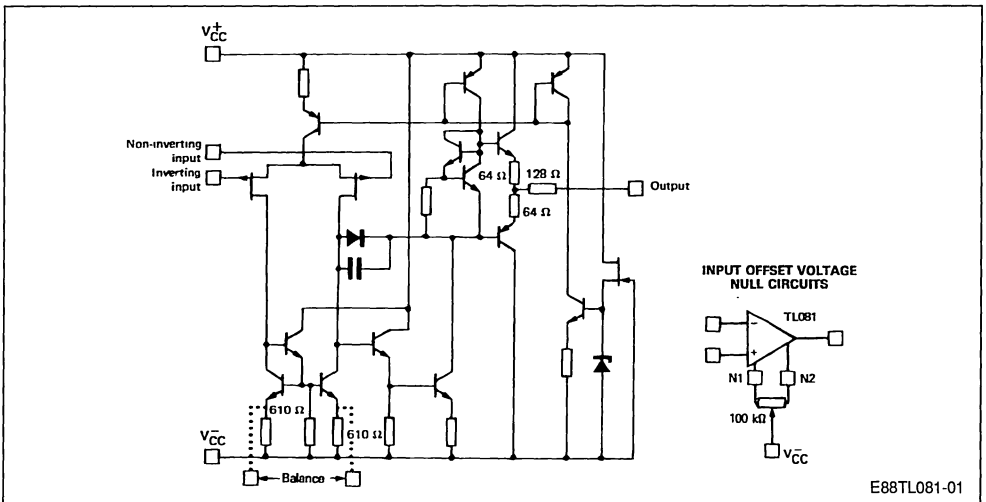 V⁺CC
Non-inverting
input
Inverting
input
64 Ω
128 Ω
Output
64 Ω
INPUT OFFSET VOLTAGE
NULL CIRCUITS
TL081
N1
N2
100 kΩ
V⁻CC
610 Ω
610 Ω
V⁻CC
Balance
E88TL081-01